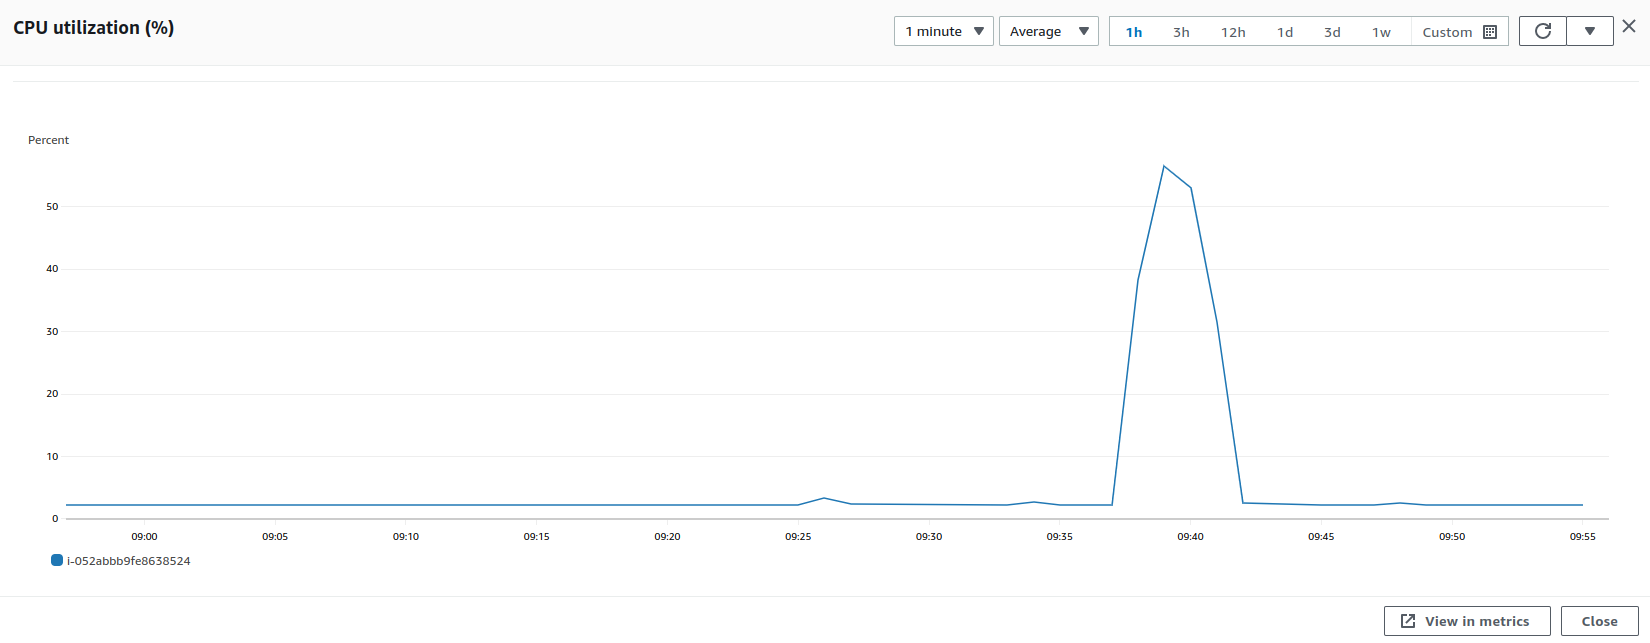 CPU utilization (%)
1 minute Average 1h 3h 12h 1d 3d 1w Custom
Percent
50
40
30
20
10
0
09:00 09:05 09:10 09:15 09:20 09:25 09:30 09:35 09:40 09:45 09:50 09:55
i-052abbb9fe8638524
View in metrics Close